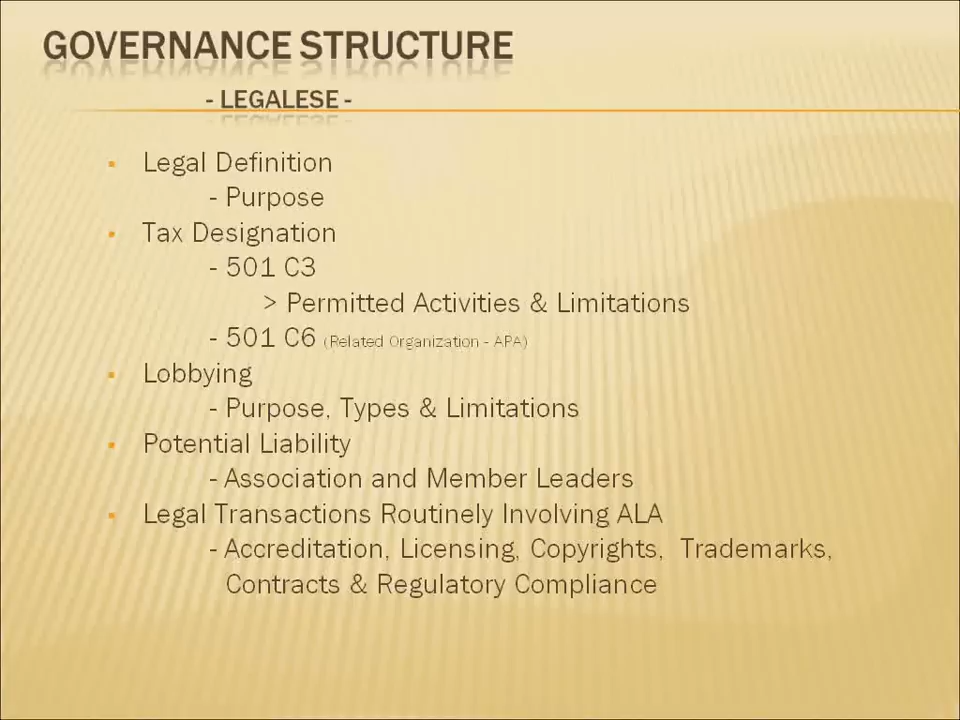 GOVERNANCE STRUCTURE
- LEGALESE -
▪ Legal Definition
- Purpose
▪ Tax Designation
- 501 C3
> Permitted Activities & Limitations
- 501 C6 (Related Organization - APA)
▪ Lobbying
- Purpose, Types & Limitations
▪ Potential Liability
- Association and Member Leaders
▪ Legal Transactions Routinely Involving ALA
- Accreditation, Licensing, Copyrights, Trademarks,
Contracts & Regulatory Compliance